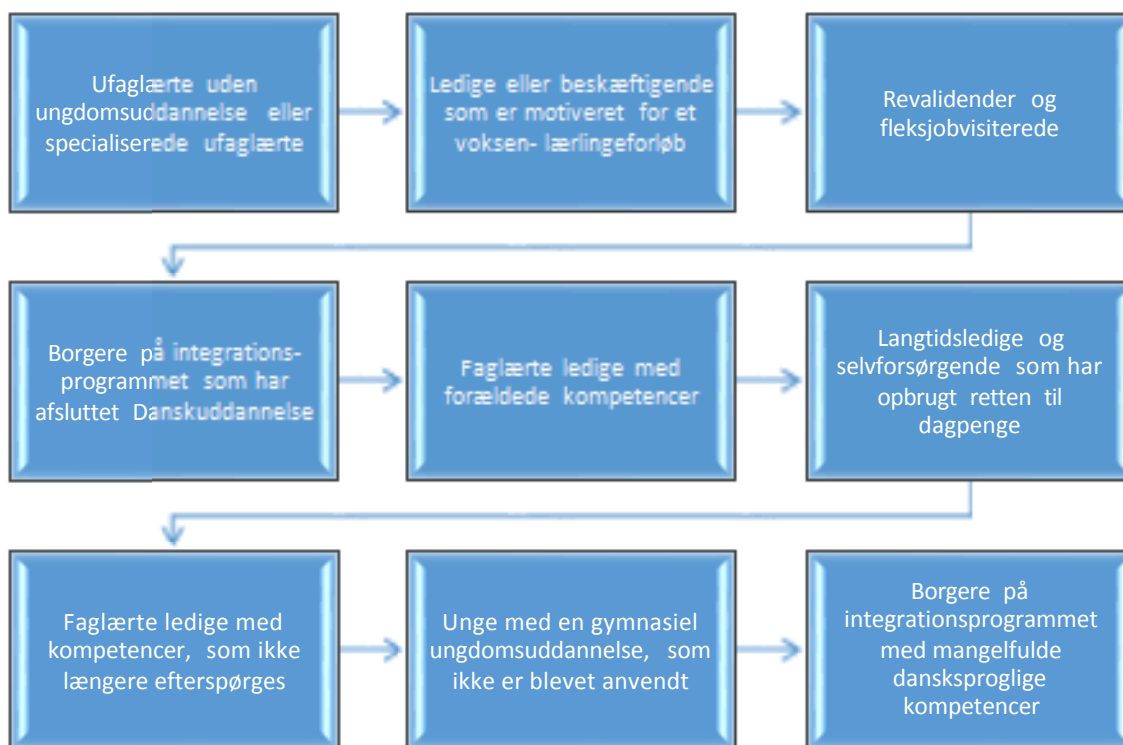 Ufaglærte uden
ungdomsuddannelse eller
specialiserede ufaglærte
Ledige eller beskæftigende
som er motiveret for et
voksen- lærlingeforløb
Revalidender og
fleksjobvisiterede
Borgere på integrations-
programmet som har
afsluttet Danskuddannelse
Faglærte ledige med
forældede kompetencer
Langtidsledige og
selvforsørgende som har
opbrugt retten til
dagpenge
Faglærte ledige med
kompetencer, som ikke
længere efterspørges
Unge med en gymnasiel
ungdomsuddannelse, som
ikke er blevet anvendt
Borgere på
integrationsprogrammet
med mangelfulde
dansksproglige
kompetencer